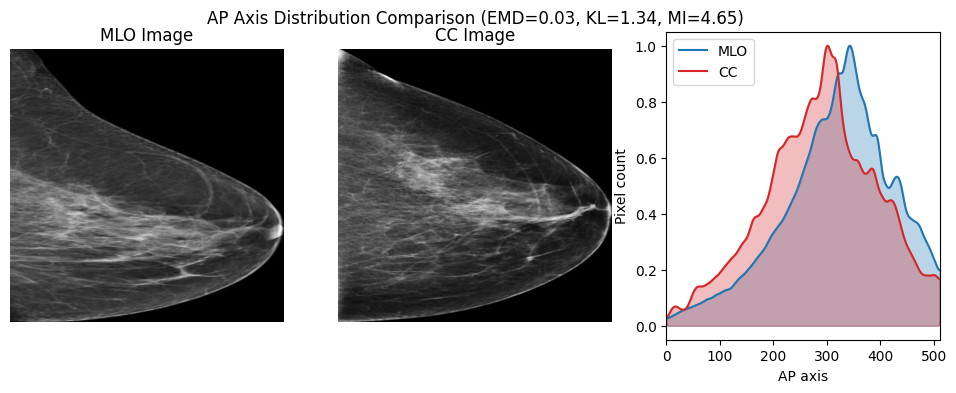 AP Axis Distribution Comparison (EMD=0.03, KL=1.34, MI=4.65)
MLO Image
CC Image
MLO
CC
Pixel count
1.0
0.8
0.6
0.4
0.2
0.0
0 100 200 300 400 500
AP axis